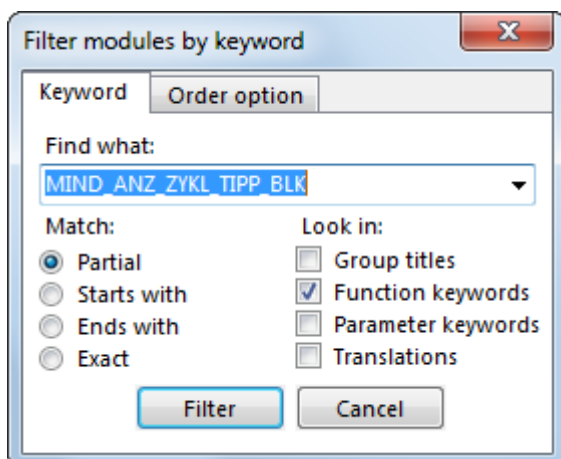 Filter modules by keyword
Keyword Order option
Find what:
MIND_ANZ_ZYKL_TIPP_BLK
Match: Look in:
Partial Group titles
Starts with Function keywords
Ends with Parameter keywords
Exact Translations
Filter Cancel